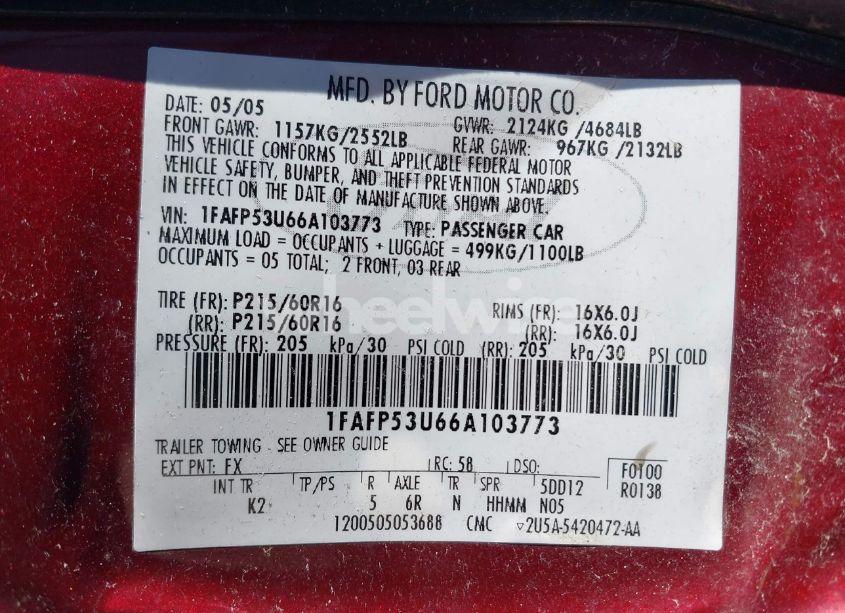 MFD. BY FORD MOTOR CO.
DATE: 05/05 GVWR: 2124KG /4684LB
FRONT GAWR: 1157KG/2552LB REAR GAWR: 967KG /2132LB
THIS VEHICLE CONFORMS TO ALL APPLICABLE FEDERAL MOTOR
VEHICLE SAFETY, BUMPER, AND THEFT PREVENTION STANDARDS
IN EFFECT ON THE DATE OF MANUFACTURE SHOWN ABOVE.
VIN: 1FAFP53U66A103773 TYPE: PASSENGER CAR
MAXIMUM LOAD = OCCUPANTS + LUGGAGE = 499KG/1100LB
OCCUPANTS = 05 TOTAL; 2 FRONT, 03 REAR
TIRE (FR): P215/60R16 RIMS (FR): 16X6.0J
(RR): P215/60R16 (RR): 16X6.0J
heelwire
PRESSURE (FR): 205 kPa/30 PSI COLD (RR): 205 kPa/30 PSI COLD
1FAFP53U66A103773
TRAILER TOWING - SEE OWNER GUIDE
EXT PNT: FX RC: 58 DSO: F0100
R0138
INT TR TP/PS R AXLE TR SPR 5DD12
K2 5 6R N HHMM N05
1200505053688 CMC 2U5A-5420472-AA